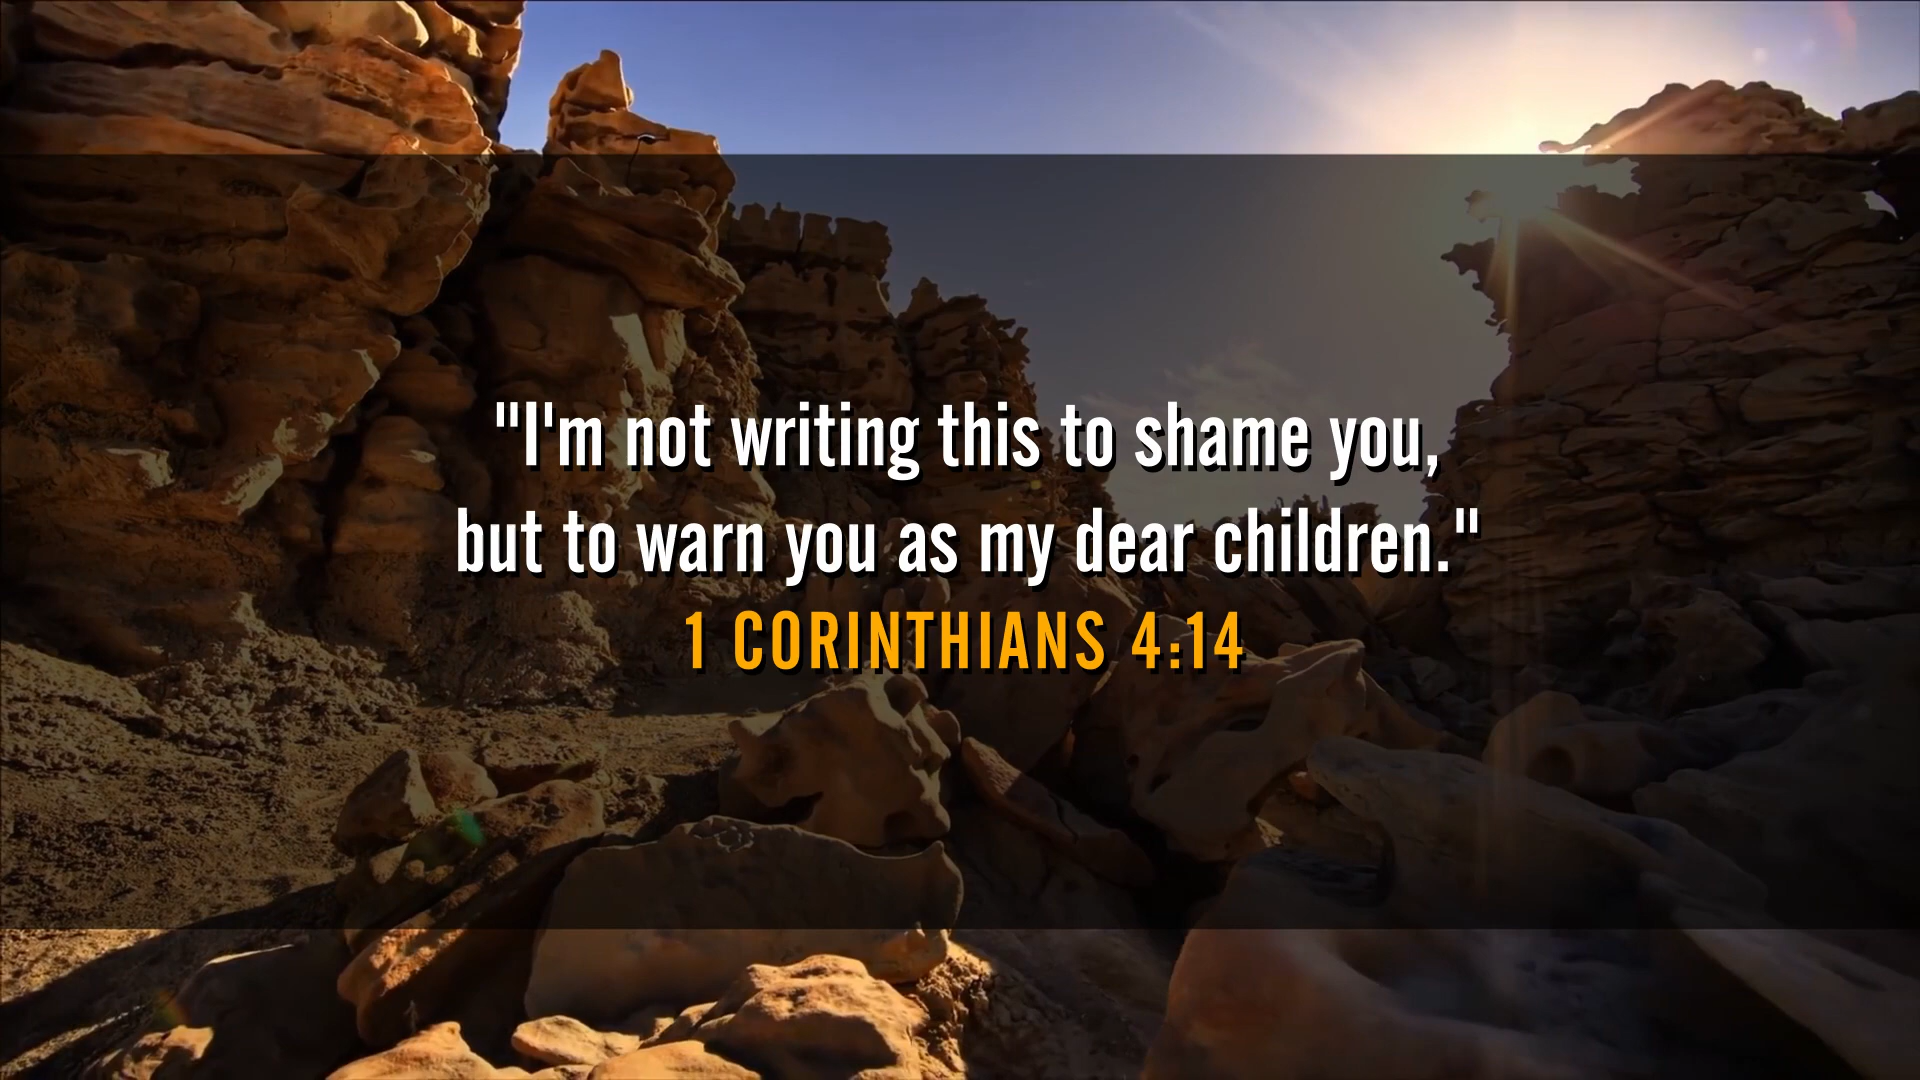 "I'm not writing this to shame you,
but to warn you as my dear children."
1 CORINTHIANS 4:14